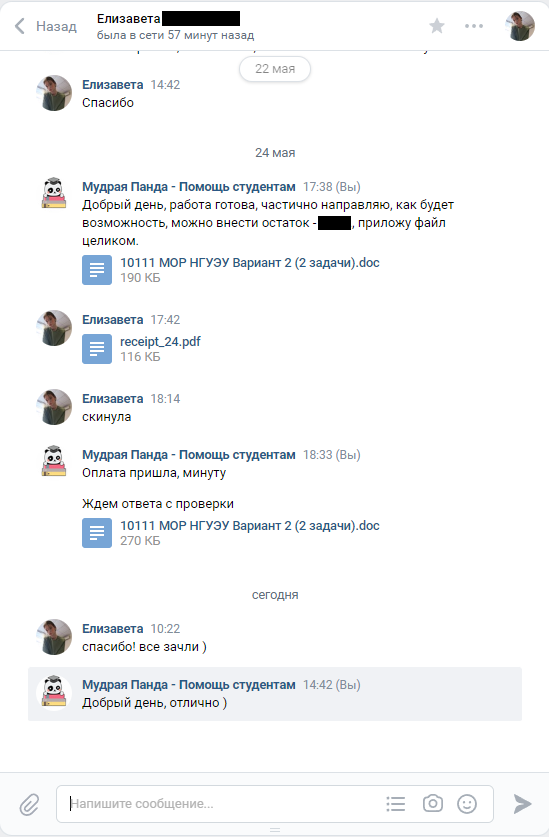 Назад
Елизавета
была в сети 57 минут назад
22 мая
Елизавета 14:42
Спасибо
24 мая
Мудрая Панда - Помощь студентам 17:38 (Вы)
Добрый день, работа готова, частично направляю, как будет
возможность, можно внести остаток - , приложу файл
целиком.
10111 МОР НГУЭУ Вариант 2 (2 задачи).doc
190 КБ
Елизавета 17:42
receipt_24.pdf
116 КБ
Елизавета 18:14
скинула
Мудрая Панда - Помощь студентам 18:33 (Вы)
Оплата пришла, минуту
Ждем ответа с проверки
10111 МОР НГУЭУ Вариант 2 (2 задачи).doc
270 КБ
сегодня
Елизавета 10:22
спасибо! все зачли )
Мудрая Панда - Помощь студентам 14:42 (Вы)
Добрый день, отлично )
Напишите сообщение...